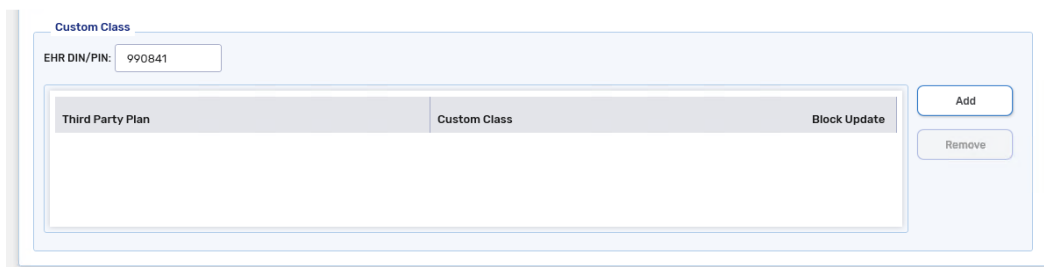 Custom Class
EHR DIN/PIN: 990841
Add
Third Party Plan Custom Class Block Update
Remove